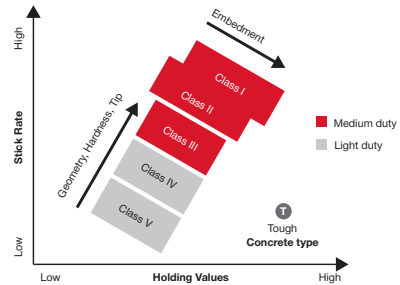 High
Stick Rate
Low
Embedment
Geometry, Hardness, Tip
Class I
Class II
Class III
Class IV
Class V
Medium duty
Light duty
T
Tough
Concrete type
Low
Holding Values
High